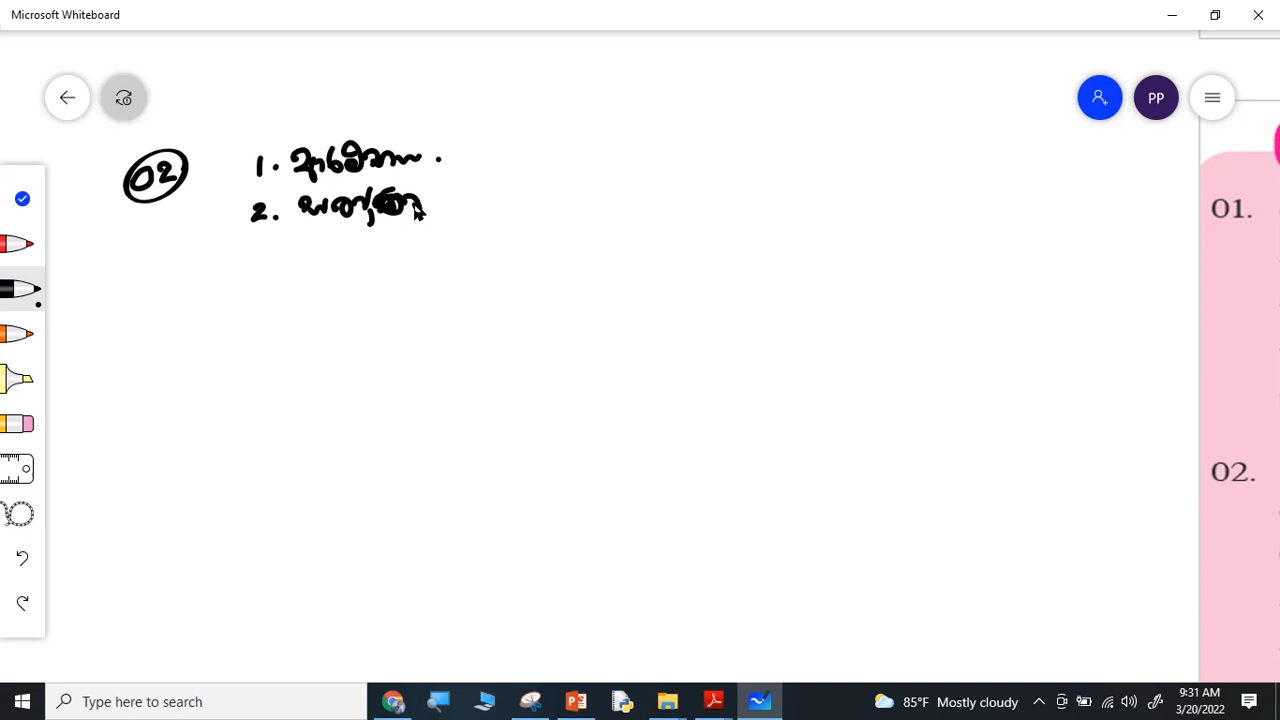 Microsoft Whiteboard
PP
02
1.
2.
01.
02.
Type here to search
85°F Mostly cloudy
9:31 AM
3/20/2022